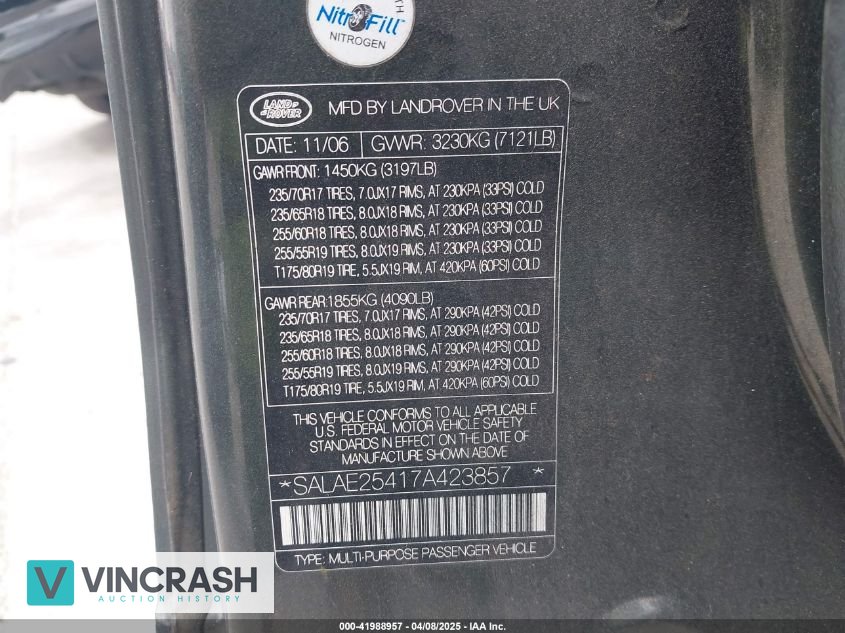 TH
NitroFill™
NITROGEN
LAND ROVER
MFD BY LANDROVER IN THE UK
DATE: 11/06 GVWR: 3230KG (7121LB)
GAWR FRONT: 1450KG (3197LB)
235/70R17 TIRES, 7.0JX17 RIMS, AT 230KPA (33PSI) COLD
235/65R18 TIRES, 8.0JX18 RIMS, AT 230KPA (33PSI) COLD
255/60R18 TIRES, 8.0JX18 RIMS, AT 230KPA (33PSI) COLD
255/55R19 TIRES, 8.0JX19 RIMS, AT 230KPA (33PSI) COLD
T175/80R19 TIRE, 5.5JX19 RIM, AT 420KPA (60PSI) COLD
GAWR REAR: 1855KG (4090LB)
235/70R17 TIRES, 7.0JX17 RIMS, AT 290KPA (42PSI) COLD
235/65R18 TIRES, 8.0JX18 RIMS, AT 290KPA (42PSI) COLD
255/60R18 TIRES, 8.0JX18 RIMS, AT 290KPA (42PSI) COLD
255/55R19 TIRES, 8.0JX19 RIMS, AT 290KPA (42PSI) COLD
T175/80R19 TIRE, 5.5JX19 RIM, AT 420KPA (60PSI) COLD
THIS VEHICLE CONFORMS TO ALL APPLICABLE
U.S. FEDERAL MOTOR VEHICLE SAFETY
STANDARDS IN EFFECT ON THE DATE OF
MANUFACTURE SHOWN ABOVE
*SALAE25417A423857 *
TYPE: MULTI-PURPOSE PASSENGER VEHICLE
V VINCRASH
AUCTION HISTORY
000-41988957 - 04/08/2025 - IAA Inc.